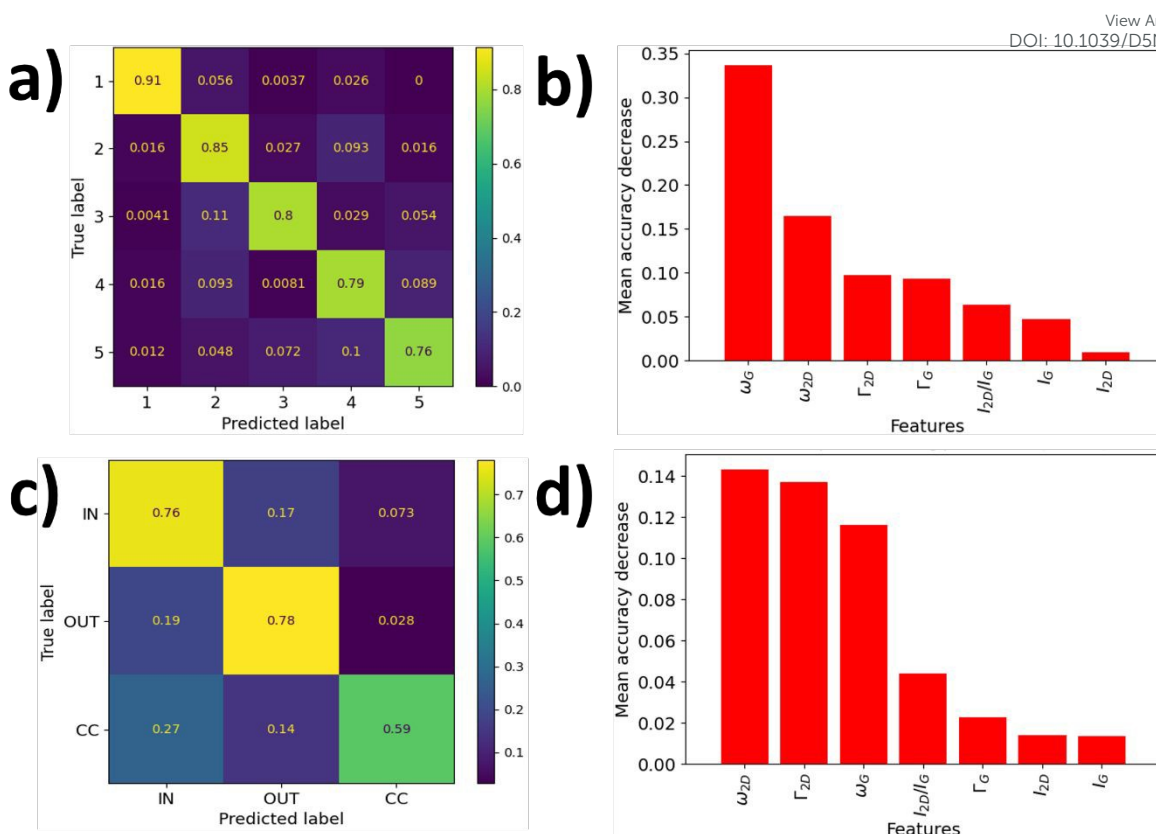 View Ar
DOI: 10.1039/D5N
a)
0.91 0.056 0.0037 0.026 0
0.016 0.85 0.027 0.093 0.016
0.0041 0.11 0.8 0.029 0.054
0.016 0.093 0.0081 0.79 0.089
0.012 0.048 0.072 0.1 0.76
1
2
3
4
5
True label
1 2 3 4 5
Predicted label
0.8
0.6
0.4
0.2
0.0
b)
0.35
0.30
0.25
0.20
0.15
0.10
0.05
0.00
Mean accuracy decrease
ω_G ω_2D Γ_2D Γ_G I_2D/I_G I_G I_2D
Features
c)
IN 0.76 0.17 0.073
OUT 0.19 0.78 0.028
CC 0.27 0.14 0.59
True label
IN OUT CC
Predicted label
0.7
0.6
0.5
0.4
0.3
0.2
0.1
d)
0.14
0.12
0.10
0.08
0.06
0.04
0.02
0.00
Mean accuracy decrease
ω_2D Γ_2D ω_G I_2D/I_G Γ_G I_2D I_G
Features